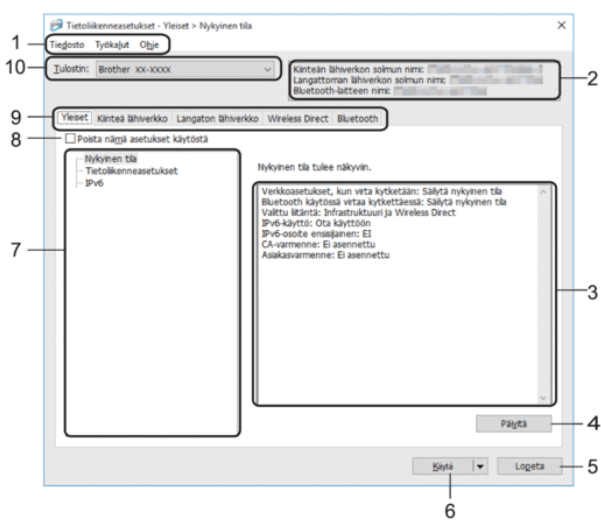 Tietoliikenneasetukset - Yleiset > Nykyinen tila
1
Tiedosto Työkalut Ohje
10
Tulostin: Brother XX-XXXX
Kiinteän lähiverkon solmun nimi:
Langattoman lähiverkon solmun nimi:
Bluetooth-laitteen nimi:
2
9
Yleiset Kiinteä lähiverkko Langaton lähiverkko Wireless Direct Bluetooth
8
Poista nämä asetukset käytöstä
Nykyinen tila
Tietoliikenneasetukset
IPv6
7
Nykyinen tila tulee näkyviin.
Verkkoasetukset, kun virta kytketään: Säilytä nykyinen tila
Bluetooth käytössä virtaa kytkettäessä: Säilytä nykyinen tila
Valittu liitäntä: Infrastruktuuri ja Wireless Direct
IPv6-käyttö: Ota käyttöön
IPv6-osoite ensisijainen: EI
CA-varmenne: Ei asennettu
Asiakasvarmenne: Ei asennettu
3
Päivitä
4
Käytä
Lopeta
5
6